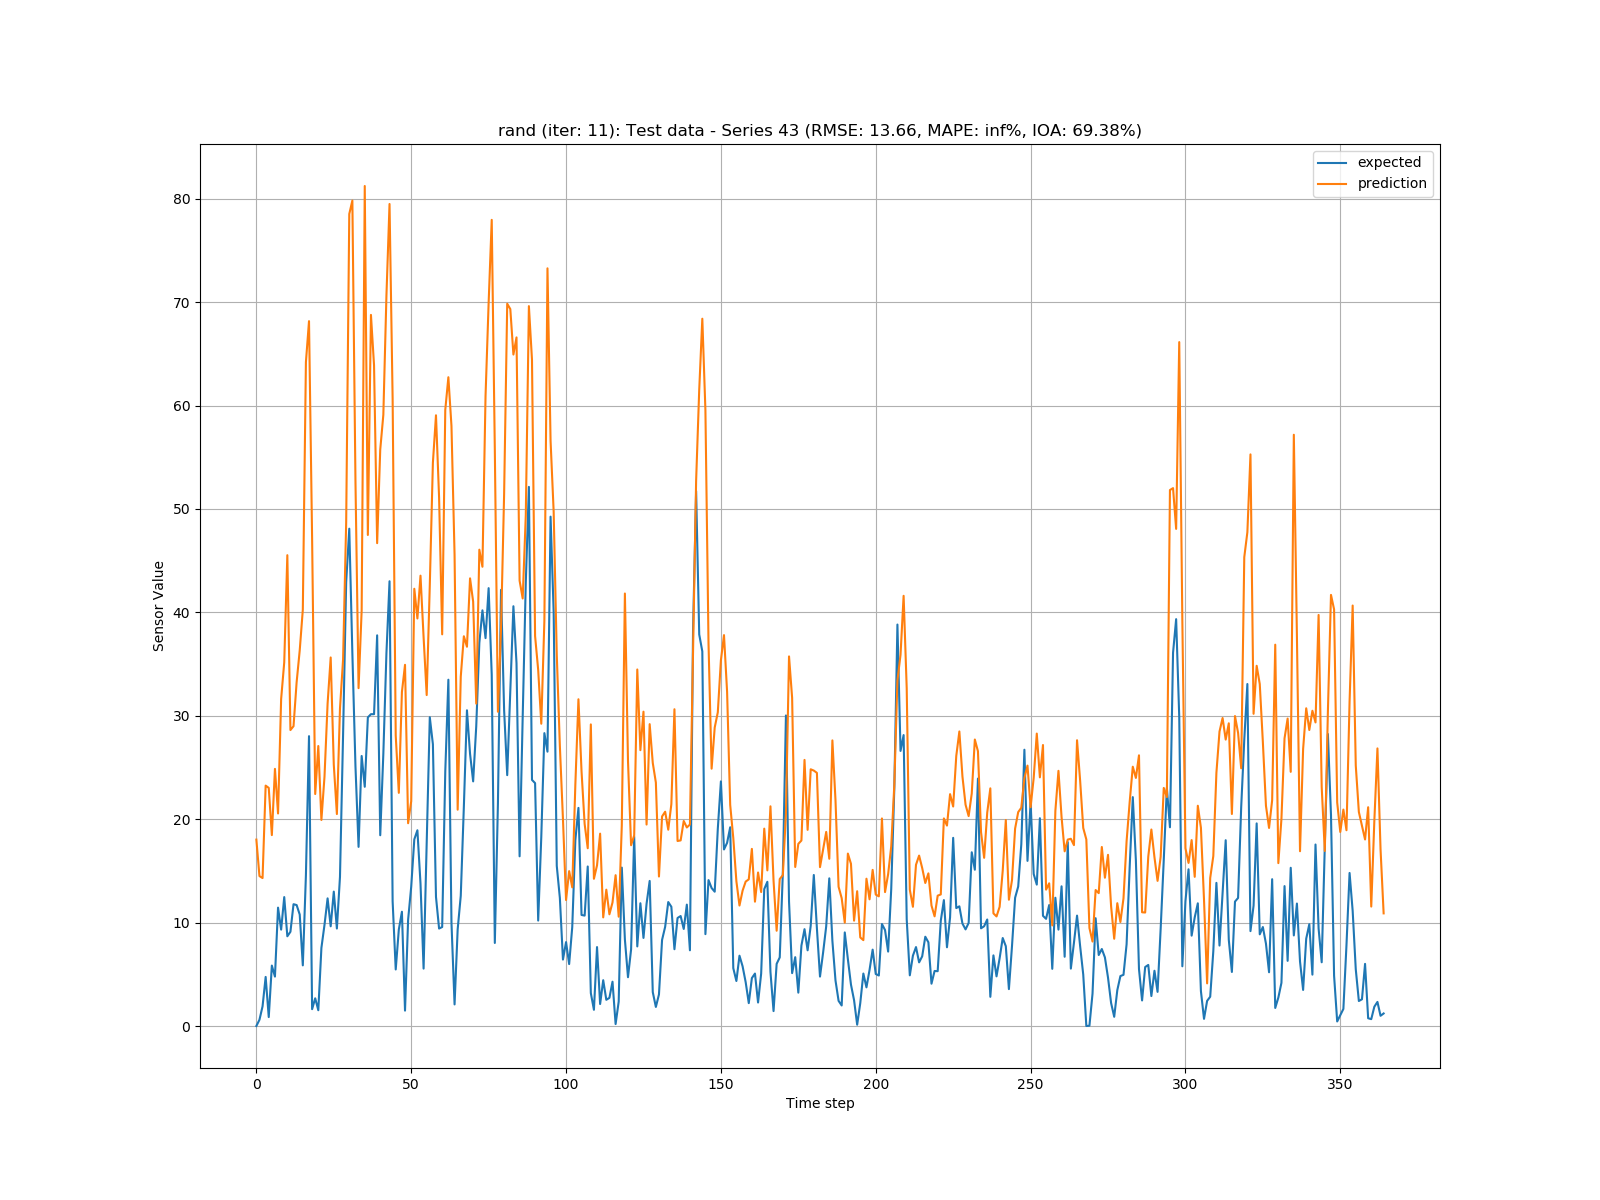 rand (iter: 11): Test data - Series 43 (RMSE: 13.66, MAPE: inf%, IOA: 69.38%)
expected
prediction
80
70
60
50
40
30
20
10
0
Sensor Value
0 50 100 150 200 250 300 350
Time step